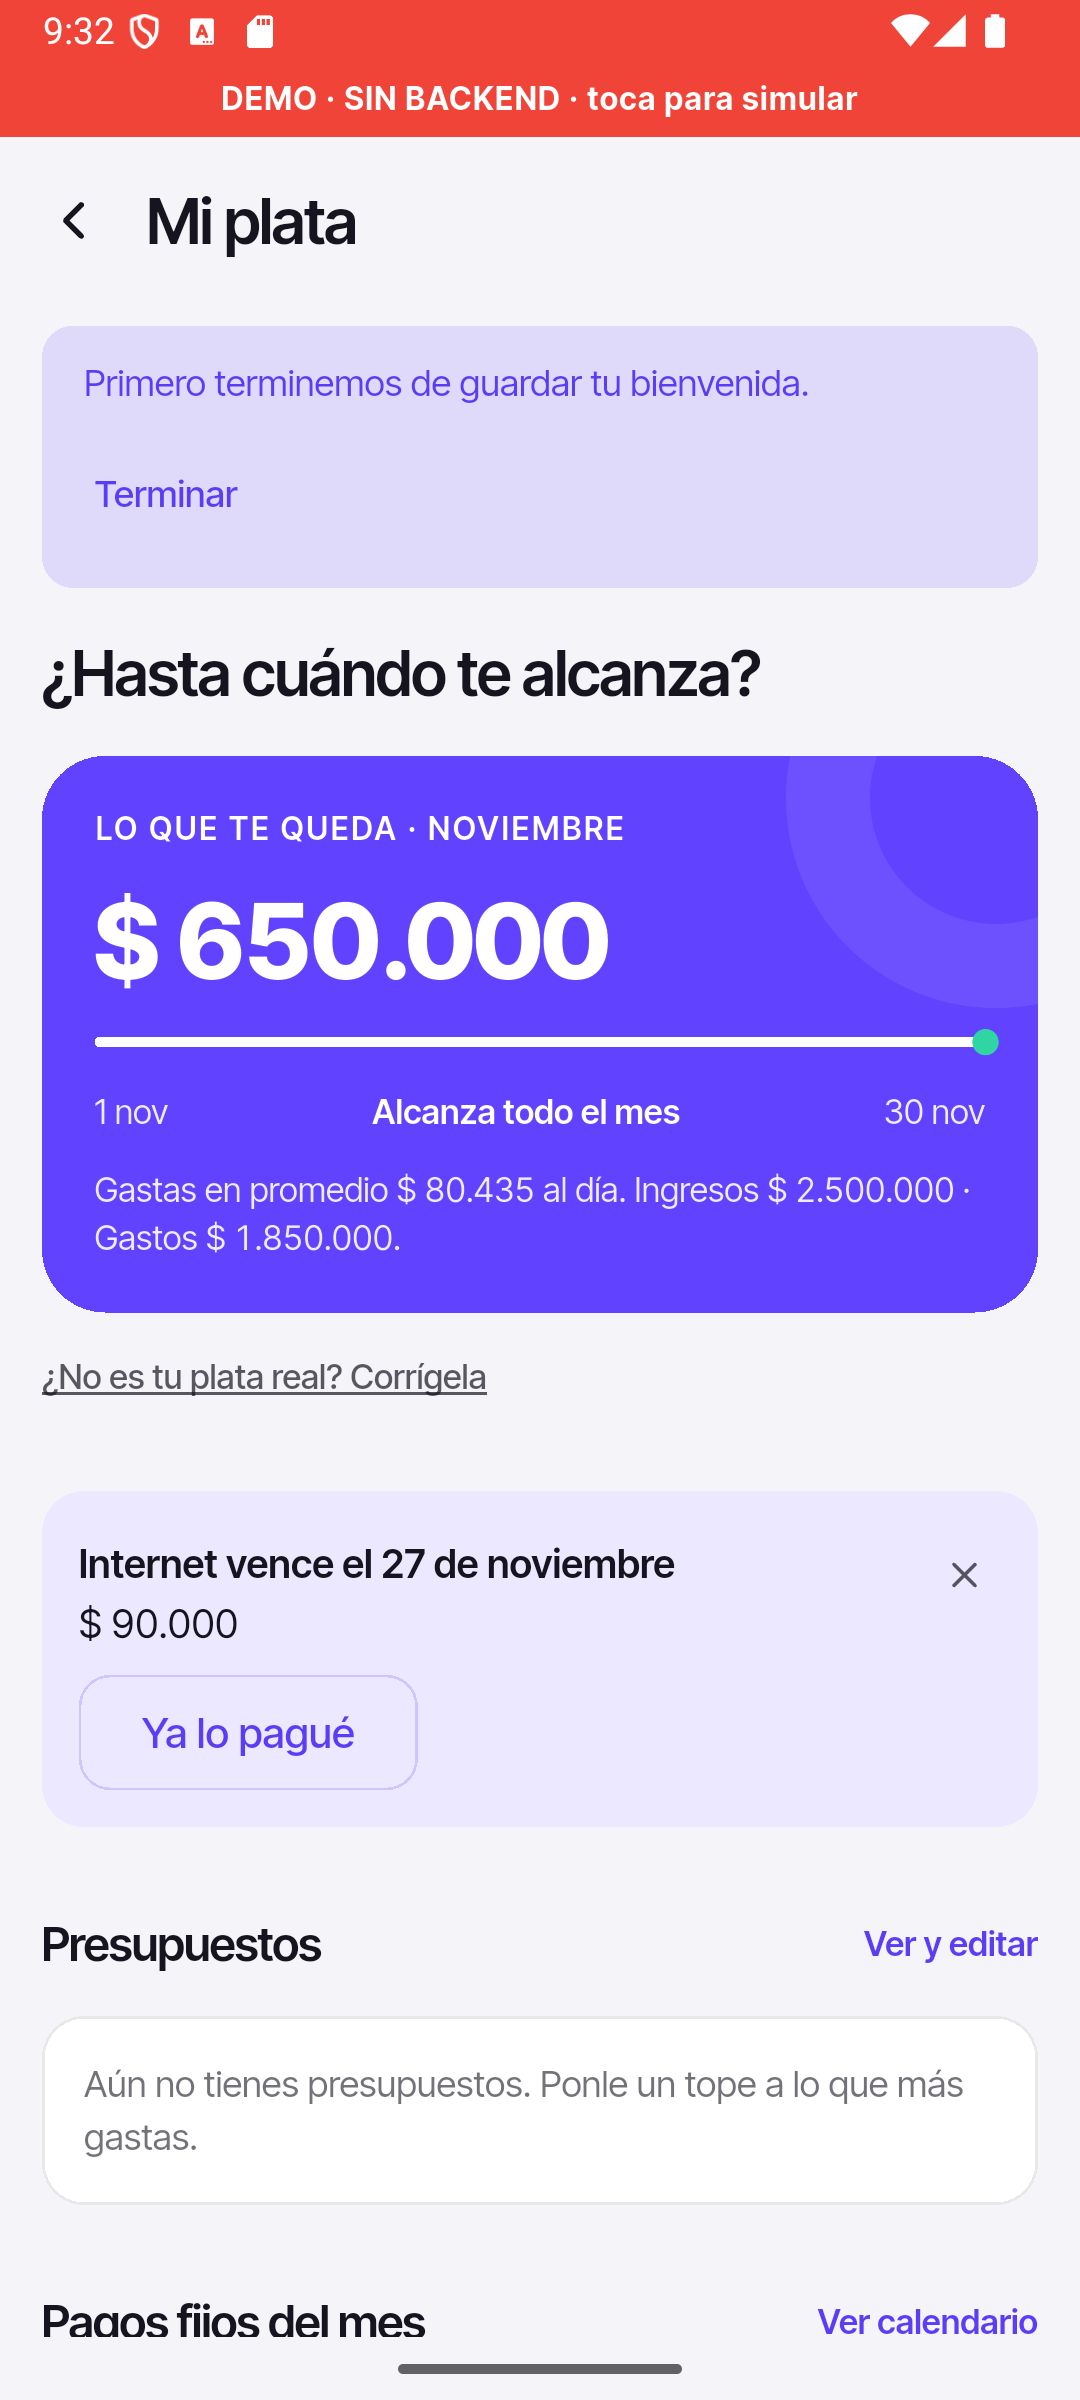 9:32
DEMO · SIN BACKEND · toca para simular
Mi plata
Primero terminemos de guardar tu bienvenida.
Terminar
¿Hasta cuándo te alcanza?
LO QUE TE QUEDA · NOVIEMBRE
$ 650.000
1 nov
Alcanza todo el mes
30 nov
Gastas en promedio $ 80.435 al día. Ingresos $ 2.500.000 ·
Gastos $ 1.850.000.
¿No es tu plata real? Corrígela
Internet vence el 27 de noviembre
$ 90.000
Ya lo pagué
Presupuestos
Ver y editar
Aún no tienes presupuestos. Ponle un tope a lo que más
gastas.
Pagos fijos del mes
Ver calendario